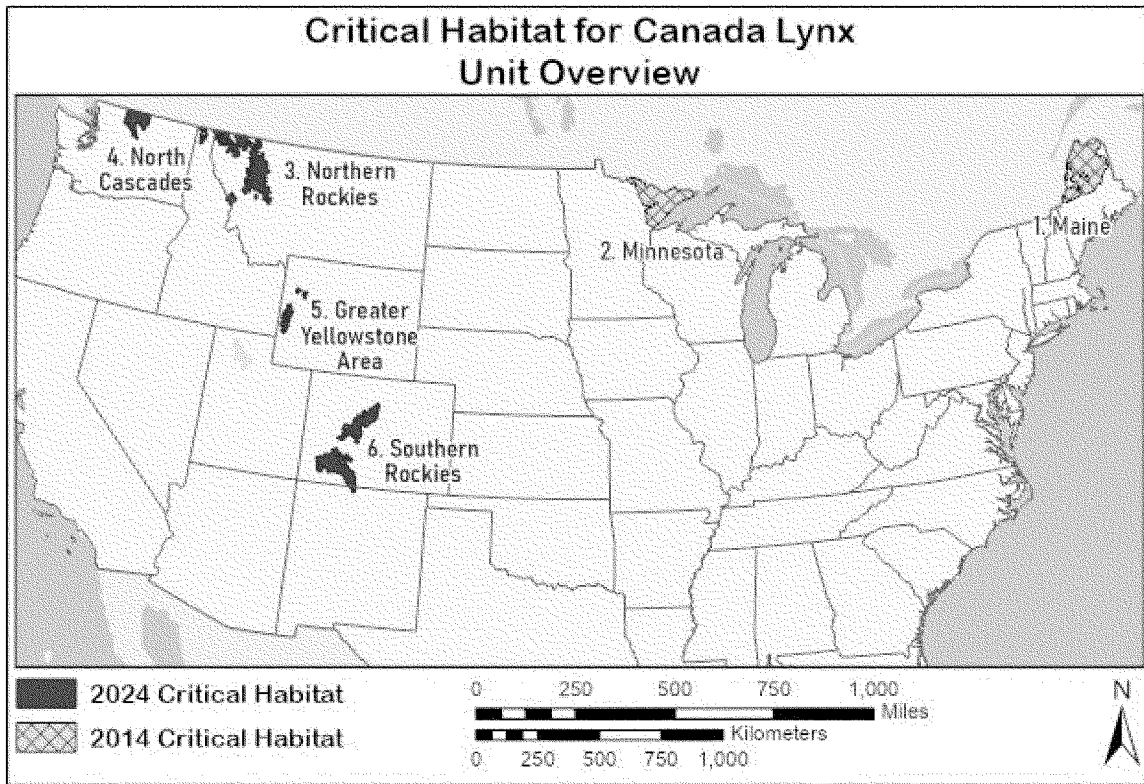 Critical Habitat for Canada Lynx
Unit Overview
4. North
Cascades
3. Northern
Rockies
1. Maine
2. Minnesota
5. Greater
Yellowstone
Area
6. Southern
Rockies
2024 Critical Habitat
2014 Critical Habitat
0 250 500 750 1,000
Miles
Kilometers
0 250 500 750 1,000
N